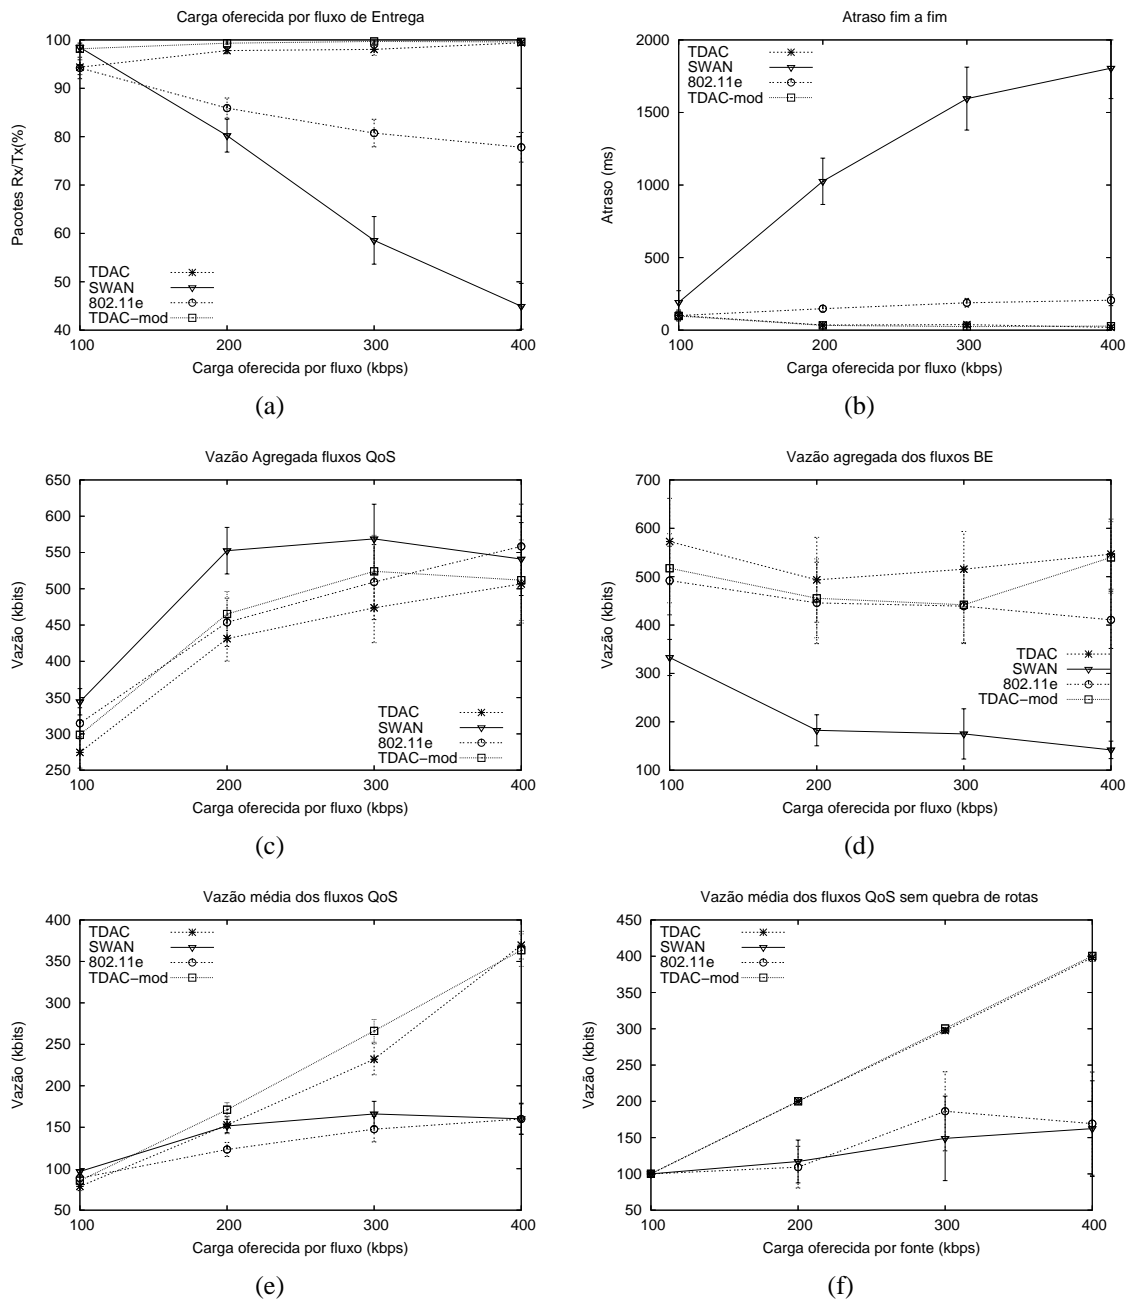 Carga oferecida por fluxo de Entrega
Pacotes Rx/Tx(%)
100
90
80
70
60
50
40
TDAC
SWAN
802.11e
TDAC−mod
100 200 300 400
Carga oferecida por fluxo (kbps)
(a)
Atraso fim a fim
Atraso (ms)
2000
1500
1000
500
0
TDAC
SWAN
802.11e
TDAC-mod
100 200 300 400
Carga oferecida por fluxo (kbps)
(b)
Vazão Agregada fluxos QoS
Vazão (kbits)
650
600
550
500
450
400
350
300
250
TDAC
SWAN
802.11e
TDAC−mod
100 200 300 400
Carga oferecida por fluxo (kbps)
(c)
Vazão agregada dos fluxos BE
Vazão (kbits)
700
600
500
400
300
200
100
TDAC
SWAN
802.11e
TDAC−mod
100 200 300 400
Carga oferecida por fluxo (kbps)
(d)
Vazão média dos fluxos QoS
Vazão (kbits)
400
350
300
250
200
150
100
50
TDAC
SWAN
802.11e
TDAC−mod
100 200 300 400
Carga oferecida por fluxo (kbps)
(e)
Vazão média dos fluxos QoS sem quebra de rotas
Vazão (kbits)
450
400
350
300
250
200
150
100
50
TDAC
SWAN
802.11e
TDAC−mod
100 200 300 400
Carga oferecida por fonte (kbps)
(f)